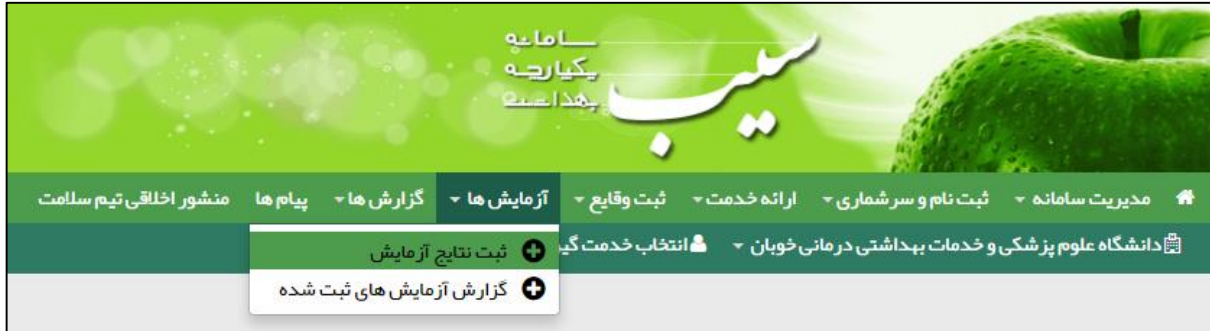 سامانه
یکپارچه
بهداشت
سیب
مدیریت سامانه ثبت نام و سرشماری ارائه خدمت ثبت وقایع آزمایش ها گزارش ها پیام ها منشور اخلاقی تیم سلامت
دانشگاه علوم پزشکی و خدمات بهداشتی درمانی خوبان انتخاب خدمت
ثبت نتایج آزمایش
گزارش آزمایش های ثبت شده